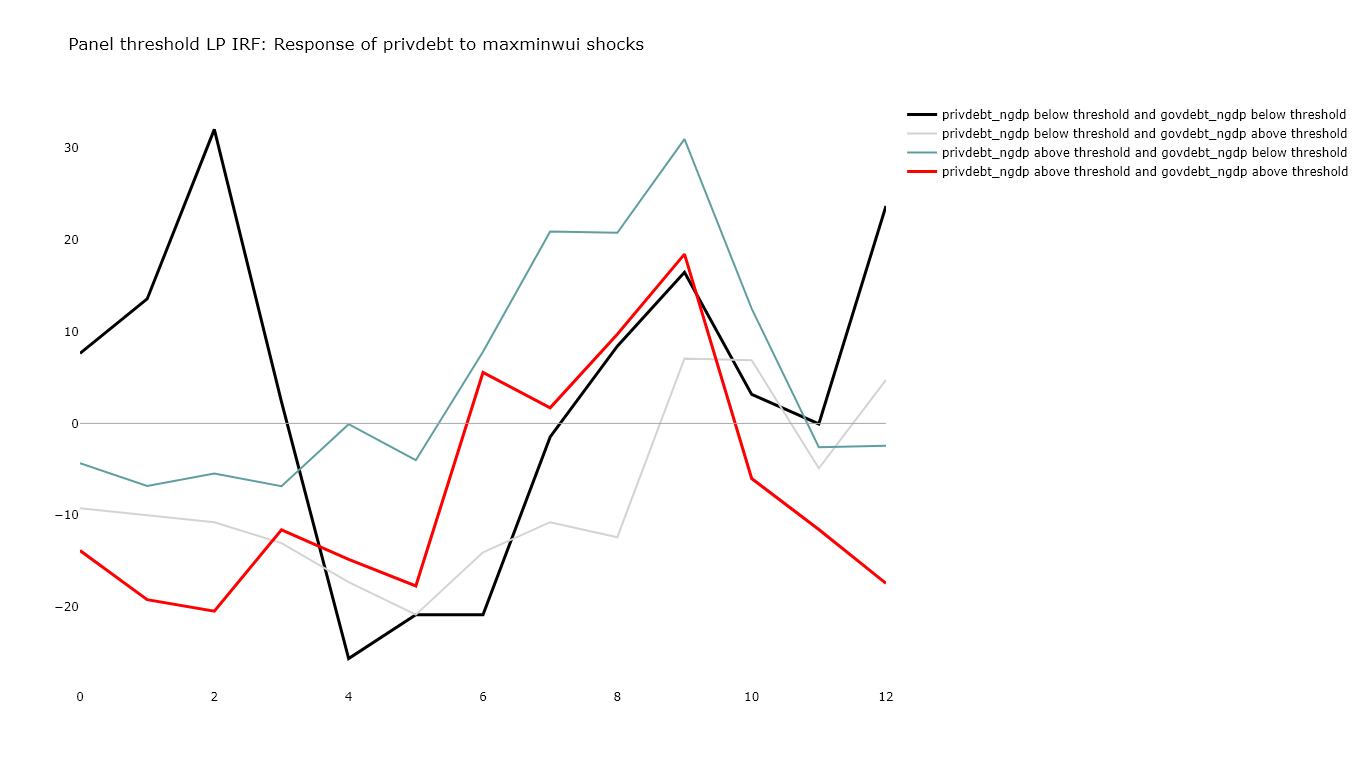 Panel threshold LP IRF: Response of privdebt to maxminwui shocks
privdebt_ngdp below threshold and govdebt_ngdp below threshold
privdebt_ngdp below threshold and govdebt_ngdp above threshold
privdebt_ngdp above threshold and govdebt_ngdp below threshold
privdebt_ngdp above threshold and govdebt_ngdp above threshold
30
20
10
0
−10
−20
0 2 4 6 8 10 12